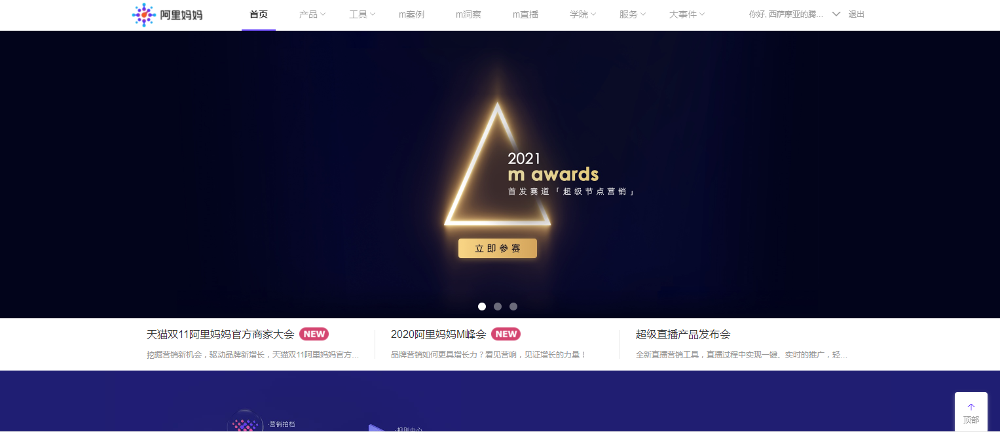 阿里妈妈 首页 产品 工具 m案例 m洞察 m直播 学院 服务 大事件 你好, 西萨摩亚的腾... 退出
2021
m awards
首发赛道「超级节点营销」
立即参赛
天猫双11阿里妈妈官方商家大会 NEW
挖掘营销新机会，驱动品牌新增长，天猫双11阿里妈妈官方...
2020阿里妈妈M峰会 NEW
品牌营销如何更具增长力？看见营响，见证增长的力量！
超级直播产品发布会
全新直播营销工具，直播过程中实现一键、实时的推广，轻...
·营销拍档
·规则中心
顶部